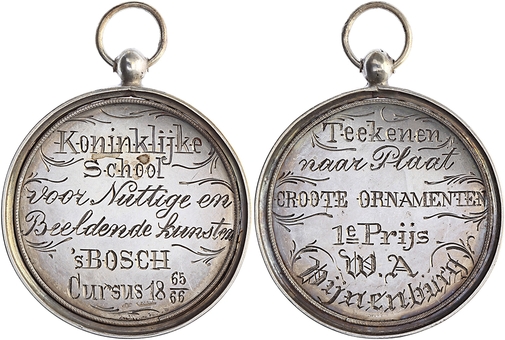 Koninklijke
School
voor Nuttige en
Beeldende kunsten
'sBOSCH
Cursus 18 65/66
Teekenen
naar Plaat
GROOTE ORNAMENTEN
1e Prijs
W.A
Pijnenbürg